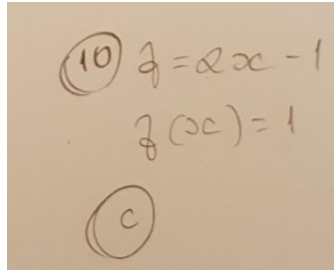 10 z = 2x - 1
z(x) = 1
C